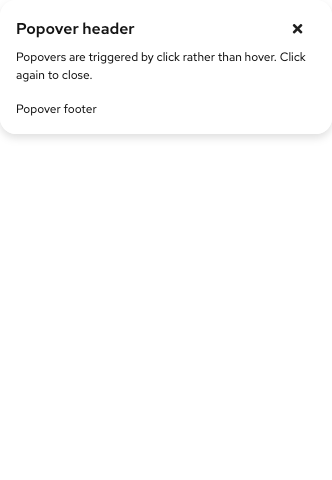 Popover header
Popovers are triggered by click rather than hover. Click
again to close.
Popover footer